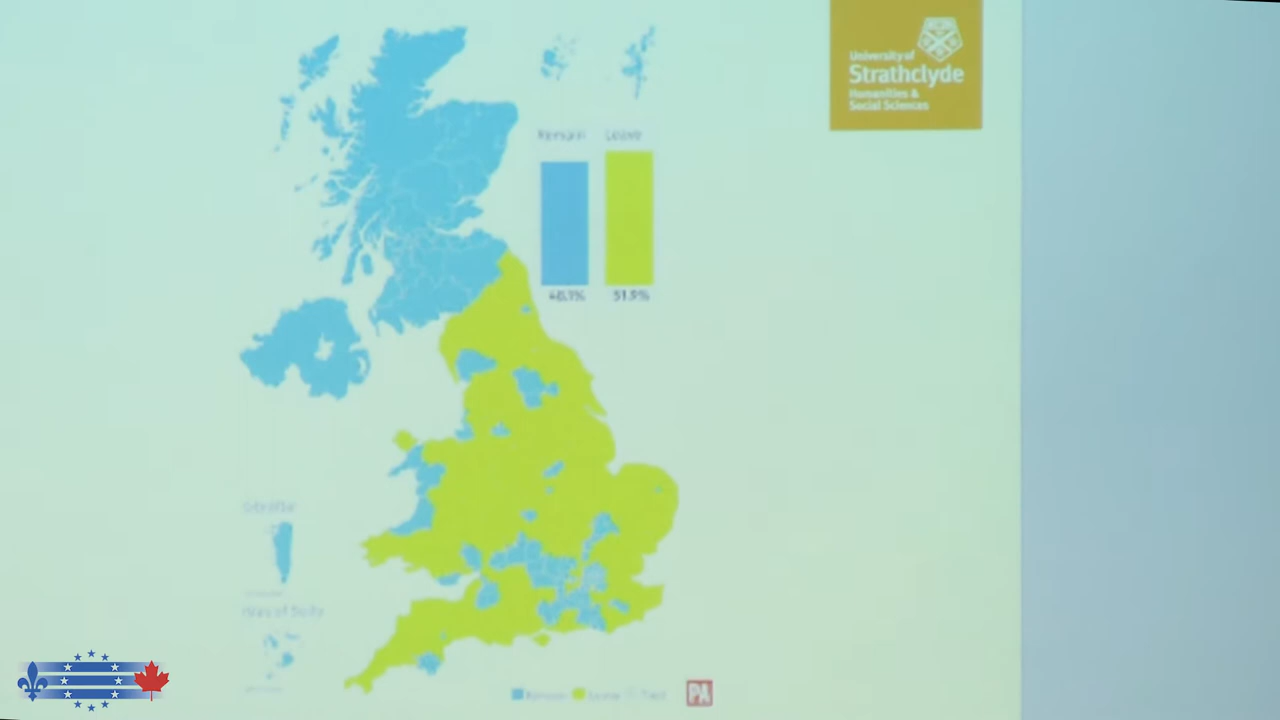 University of
Strathclyde
Humanities &
Social Sciences
Remain Leave
48.1% 51.9%
Gibraltar
Isles of Scilly
Remain Leave Tied
PA